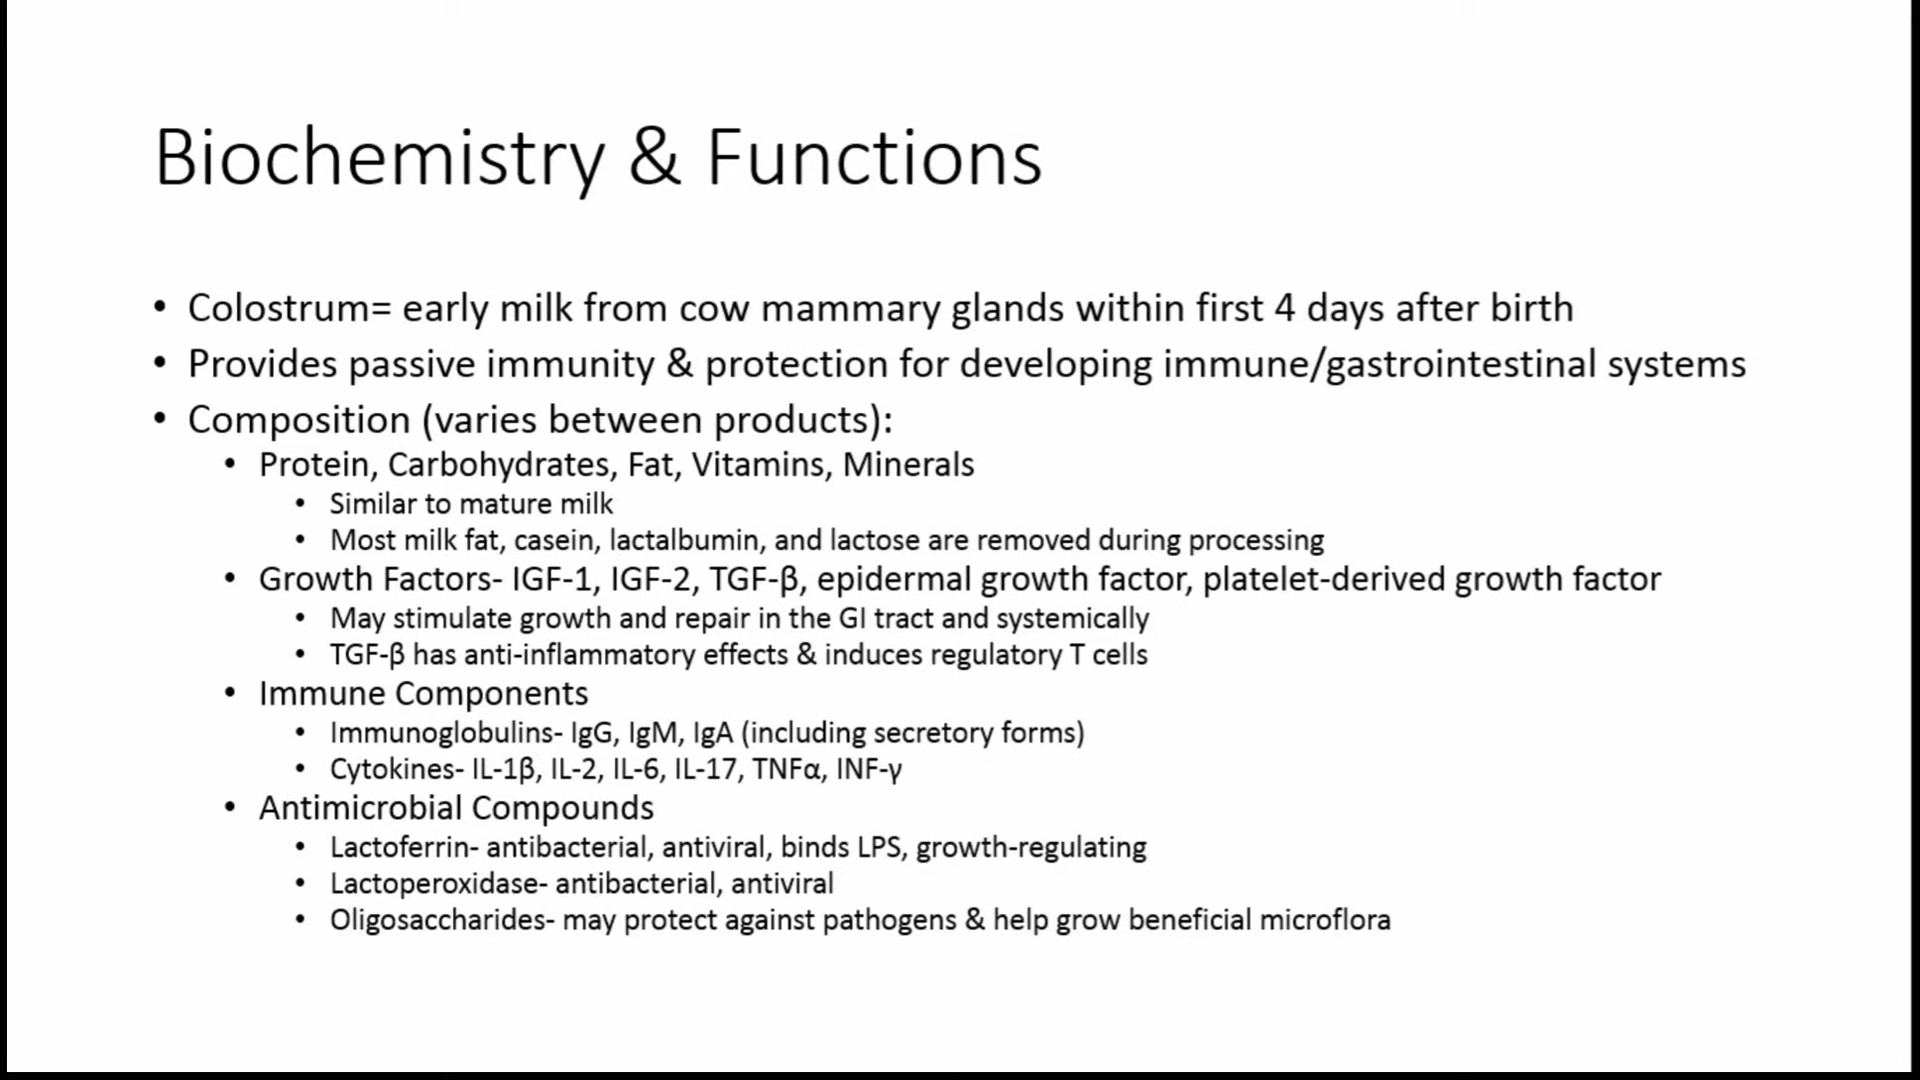 Biochemistry & Functions
• Colostrum= early milk from cow mammary glands within first 4 days after birth
• Provides passive immunity & protection for developing immune/gastrointestinal systems
• Composition (varies between products):
• Protein, Carbohydrates, Fat, Vitamins, Minerals
• Similar to mature milk
• Most milk fat, casein, lactalbumin, and lactose are removed during processing
• Growth Factors- IGF-1, IGF-2, TGF-β, epidermal growth factor, platelet-derived growth factor
• May stimulate growth and repair in the GI tract and systemically
• TGF-β has anti-inflammatory effects & induces regulatory T cells
• Immune Components
• Immunoglobulins- IgG, IgM, IgA (including secretory forms)
• Cytokines- IL-1β, IL-2, IL-6, IL-17, TNFα, INF-γ
• Antimicrobial Compounds
• Lactoferrin- antibacterial, antiviral, binds LPS, growth-regulating
• Lactoperoxidase- antibacterial, antiviral
• Oligosaccharides- may protect against pathogens & help grow beneficial microflora